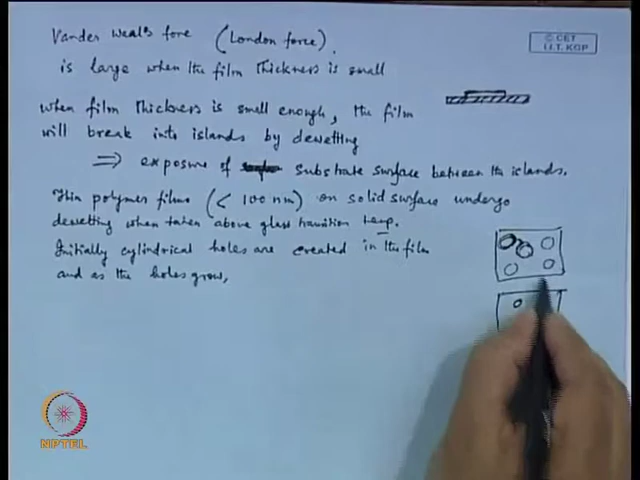 Vander Weal's force (London force).
© CET
I.I.T. KGP
is large when the film thickness is small
when film thickness is small enough, the film
will break into islands by dewetting
⇒ exposure of substrate surface between the islands.
Thin polymer films (< 100 nm) on solid surface undergo
dewetting when taken above glass transition temp.
Initially cylindrical holes are created in the film
and as the holes grow,
NPTEL